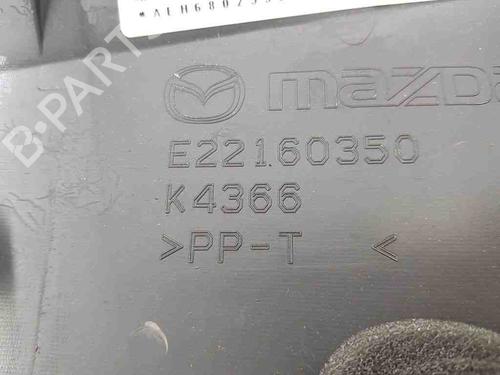 mazda
E22160350
K4366
>PP-T <
B-PARTS